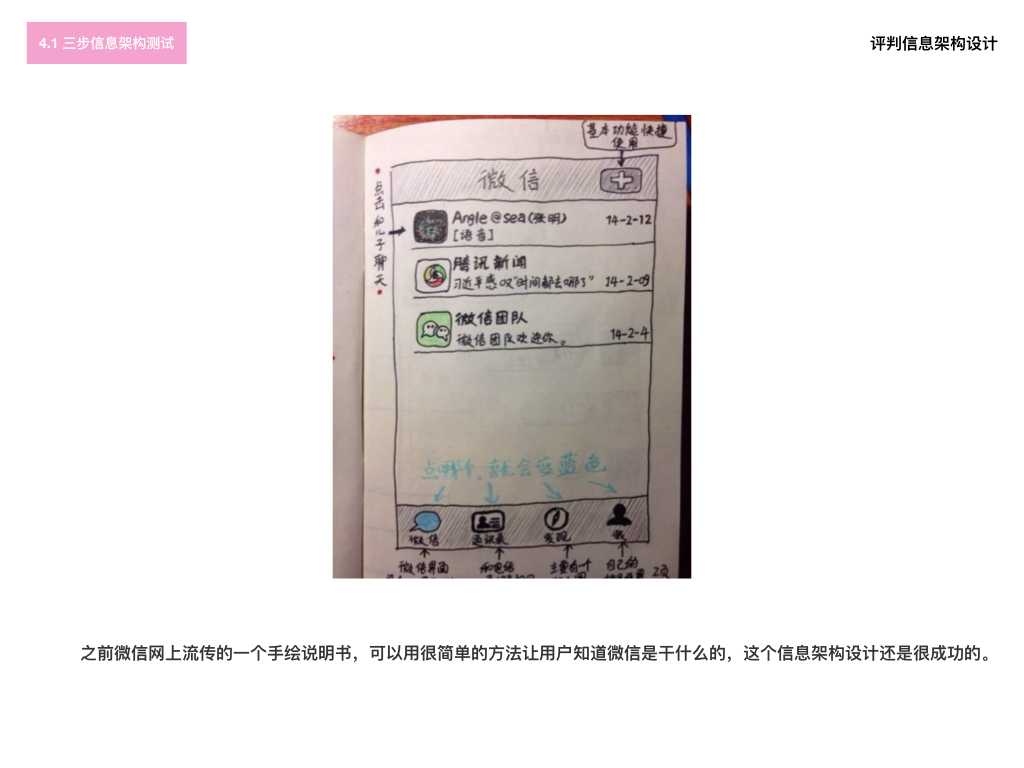 4.1 三步信息架构测试
评判信息架构设计
基本功能快捷
使用
微信
点击和儿子聊天
Angle@sea(张明)
14-2-12
[语音]
腾讯新闻
习近平感叹“时间都去哪了”
14-2-09
微信团队
微信团队欢迎你。
14-2-4
点哪个,就会变蓝色
微信
通讯录
发现
我
微信界面
和电话
主要有一个
自己的
2页
之前微信网上流传的一个手绘说明书，可以用很简单的方法让用户知道微信是干什么的，这个信息架构设计还是很成功的。